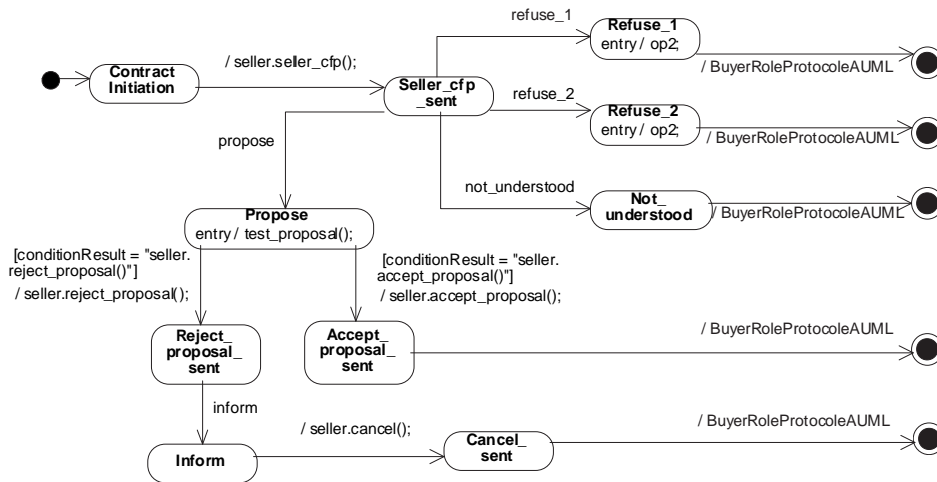 refuse_1
Refuse_1
entry / op2;
/ BuyerRoleProtocoleAUML
Contract
Initiation
/ seller.seller_cfp();
Seller_cfp
_sent
refuse_2
Refuse_2
entry / op2;
/ BuyerRoleProtocoleAUML
propose
not_understood
Not_
understood
/ BuyerRoleProtocoleAUML
Propose
entry / test_proposal();
[conditionResult = "seller.
reject_proposal()"]
/ seller.reject_proposal();
[conditionResult = "seller.
accept_proposal()"]
/ seller.accept_proposal();
Reject_
proposal_
sent
Accept_
proposal_
sent
/ BuyerRoleProtocoleAUML
inform
/ seller.cancel();
Inform
Cancel_
sent
/ BuyerRoleProtocoleAUML